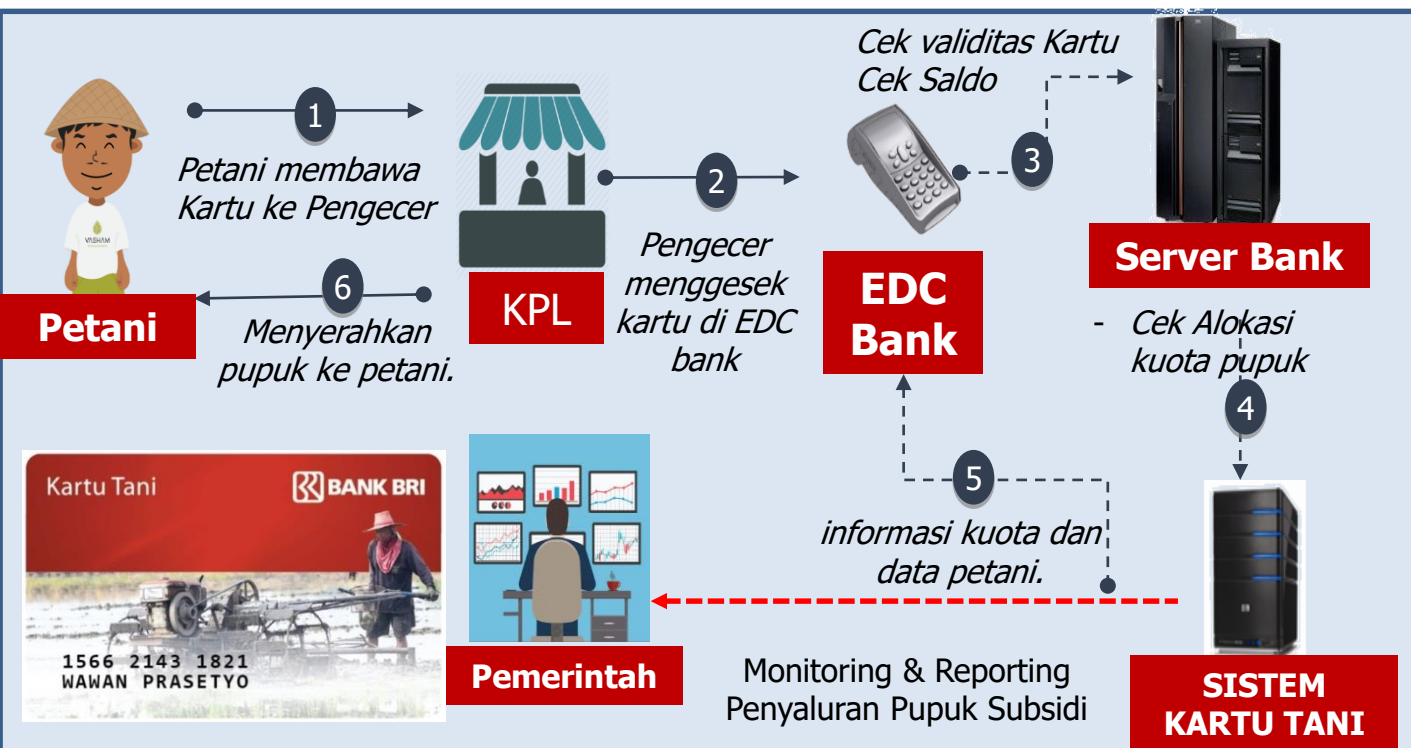 Cek validitas Kartu
Cek Saldo
1
Petani membawa
Kartu ke Pengecer
2
Pengecer
menggesek
kartu di EDC
bank
3
VASHAM
Petani
6
Menyerahkan
pupuk ke petani.
KPL
EDC
Bank
Server Bank
- Cek Alokasi
kuota pupuk
4
5
informasi kuota dan
data petani.
Kartu Tani
BANK BRI
1566 2143 1821
WAWAN PRASETYO
Pemerintah
Monitoring & Reporting
Penyaluran Pupuk Subsidi
SISTEM
KARTU TANI